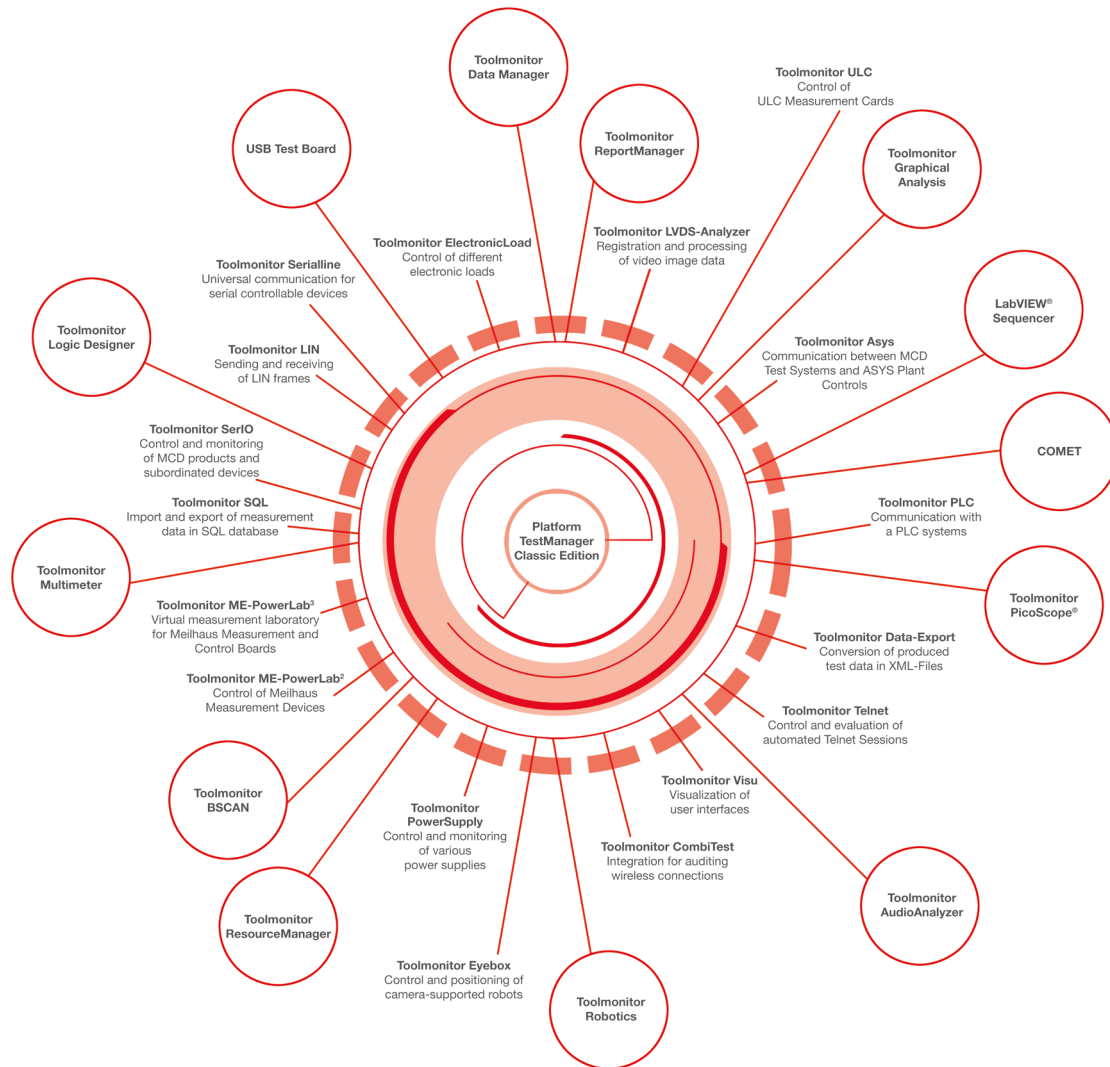 Toolmonitor
Data Manager
Toolmonitor ULC
Control of
ULC Measurement Cards
USB Test Board
Toolmonitor
ReportManager
Toolmonitor
Graphical
Analysis
Toolmonitor ElectronicLoad
Control of different
electronic loads
Toolmonitor LVDS-Analyzer
Registration and processing
of video image data
Toolmonitor Serialline
Universal communication for
serial controllable devices
LabVIEW®
Sequencer
Toolmonitor
Logic Designer
Toolmonitor LIN
Sending and receiving
of LIN frames
Toolmonitor Asys
Communication between MCD
Test Systems and ASYS Plant
Controls
Toolmonitor SerIO
Control and monitoring
of MCD products and
subordinated devices
COMET
Toolmonitor SQL
Import and export of measurement
data in SQL database
Toolmonitor PLC
Communication with
a PLC systems
Platform
TestManager
Classic Edition
Toolmonitor
Multimeter
Toolmonitor
PicoScope®
Toolmonitor ME-PowerLab³
Virtual measurement laboratory
for Meilhaus Measurement and
Control Boards
Toolmonitor Data-Export
Conversion of produced
test data in XML-Files
Toolmonitor ME-PowerLab²
Control of Meilhaus
Measurement Devices
Toolmonitor Telnet
Control and evaluation of
automated Telnet Sessions
Toolmonitor
BSCAN
Toolmonitor Visu
Visualization of
user interfaces
Toolmonitor
PowerSupply
Control and monitoring
of various
power supplies
Toolmonitor CombiTest
Integration for auditing
wireless connections
Toolmonitor
AudioAnalyzer
Toolmonitor
ResourceManager
Toolmonitor Eyebox
Control and positioning of
camera-supported robots
Toolmonitor
Robotics